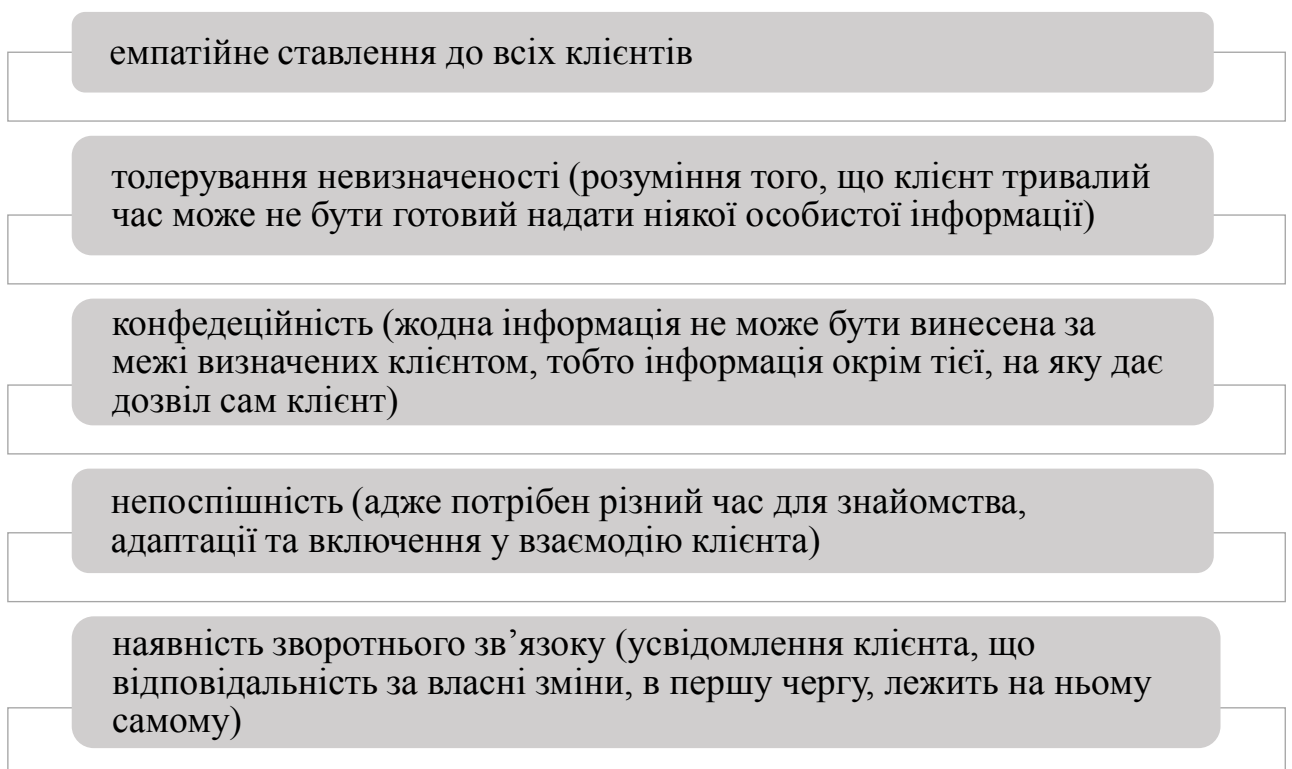 емпатійне ставлення до всіх клієнтів
толерування невизначеності (розуміння того, що клієнт тривалий
час може не бути готовий надати ніякої особистої інформації)
конфедеційність (жодна інформація не може бути винесена за
межі визначених клієнтом, тобто інформація окрім тієї, на яку дає
дозвіл сам клієнт)
непоспішність (адже потрібен різний час для знайомства,
адаптації та включення у взаємодію клієнта)
наявність зворотнього зв’язоку (усвідомлення клієнта, що
відповідальність за власні зміни, в першу чергу, лежить на ньому
самому)